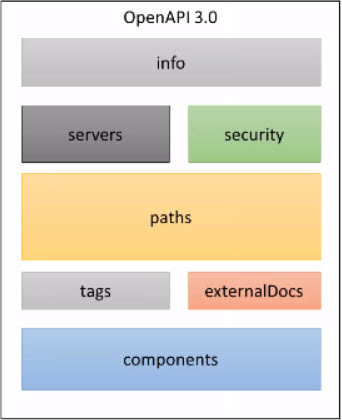 OpenAPI 3.0
info
servers
security
paths
tags
externalDocs
components